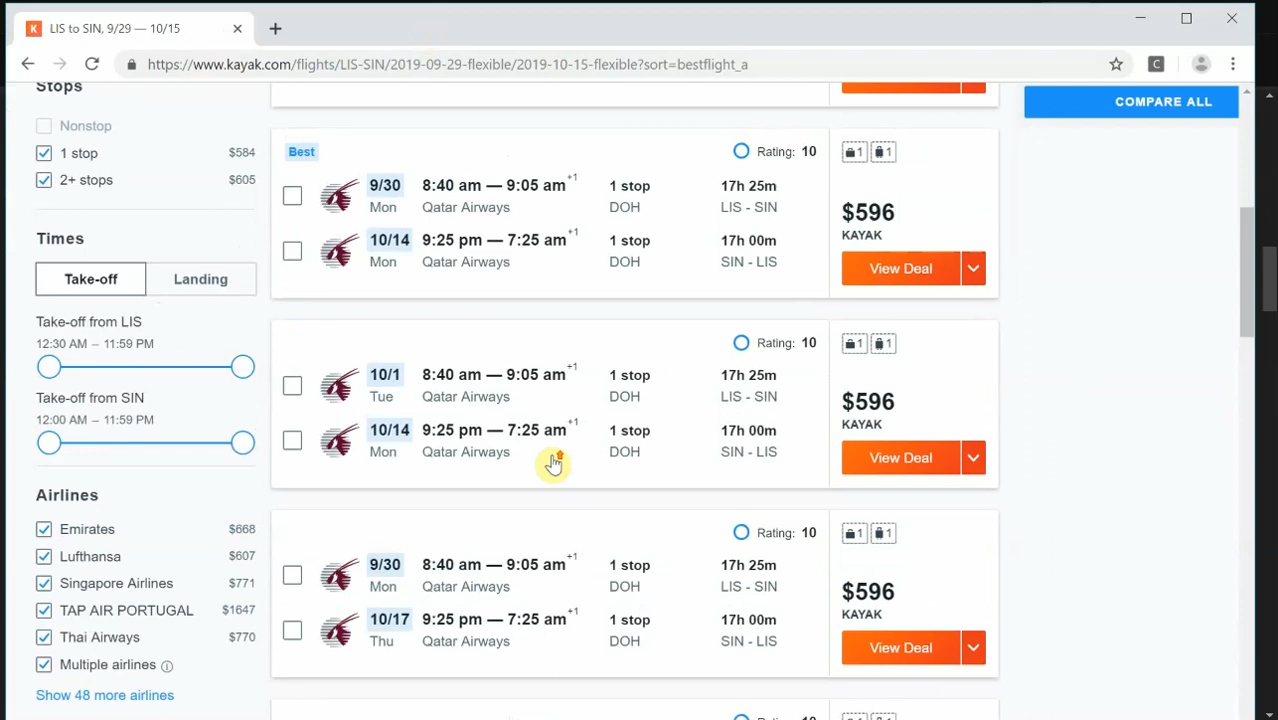 K LIS to SIN, 9/29 — 10/15
https://www.kayak.com/flights/LIS-SIN/2019-09-29-flexible/2019-10-15-flexible?sort=bestflight_a
C
Stops
Nonstop
1 stop $584
2+ stops $605
Times
Take-off Landing
Take-off from LIS
12:30 AM – 11:59 PM
Take-off from SIN
12:00 AM – 11:59 PM
Airlines
Emirates $668
Lufthansa $607
Singapore Airlines $771
TAP AIR PORTUGAL $1647
Thai Airways $770
Multiple airlines
Show 48 more airlines
COMPARE ALL
Best Rating: 10 1 1
9/30 8:40 am — 9:05 am +1 1 stop 17h 25m
Mon Qatar Airways DOH LIS - SIN
10/14 9:25 pm — 7:25 am +1 1 stop 17h 00m
Mon Qatar Airways DOH SIN - LIS
$596
KAYAK
View Deal
Rating: 10 1 1
10/1 8:40 am — 9:05 am +1 1 stop 17h 25m
Tue Qatar Airways DOH LIS - SIN
10/14 9:25 pm — 7:25 am +1 1 stop 17h 00m
Mon Qatar Airways DOH SIN - LIS
$596
KAYAK
View Deal
Rating: 10 1 1
9/30 8:40 am — 9:05 am +1 1 stop 17h 25m
Mon Qatar Airways DOH LIS - SIN
10/17 9:25 pm — 7:25 am +1 1 stop 17h 00m
Thu Qatar Airways DOH SIN - LIS
$596
KAYAK
View Deal